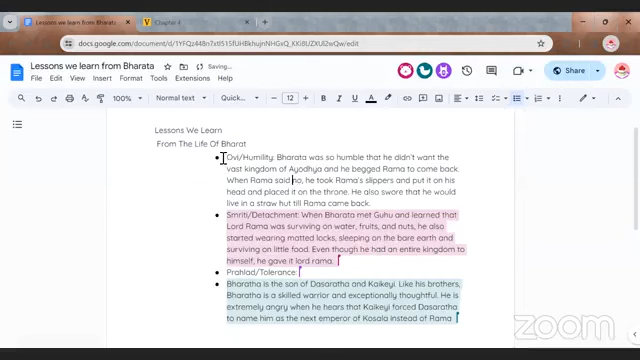 Lessons we learn from Bharata
Chapter 4
docs.google.com/document/d/1YFQz44Bn7xtI515fUHBkhujnNHGxQ_KKi8UZXUl2wQw/edit
Lessons we learn from Bharata
Saving...
File Edit View Insert Format Tools Extensions
Share
100%
Normal text
Quick...
12
Lessons We Learn
From The Life Of Bharat
Ovi/Humility: Bharata was so humble that he didn't want the
vast kingdom of Ayodhya and he begged Rama to come back.
When Rama said no, he took Rama's slippers and put it on his
head and placed it on the throne. He also swore that he would
live in a straw hut till Rama came back.
Smriti/Detachment: When Bharata met Guhu and learned that
Lord Rama was surviving on water, fruits, and nuts, he also
started wearing matted locks, sleeping on the bare earth and
surviving on little food. Even though he had an entire kingdom to
himself, he gave it lord rama.
Prahlad/Tolerance:
Bharatha is the son of Dasaratha and Kaikeyi. Like his brothers,
Bharatha is a skilled warrior and exceptionally thoughtful. He is
extremely angry when he hears that Kaikeyi forced Dasaratha
to name him as the next emperor of Kosala instead of Rama
zoom